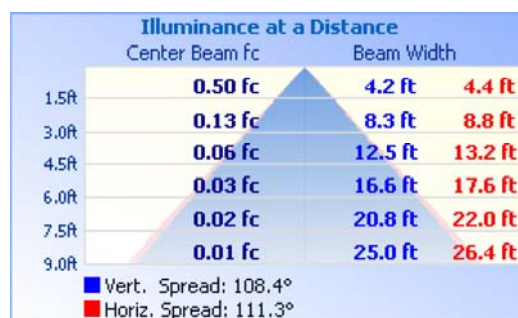 Illuminance at a Distance
Center Beam fc Beam Width
1.5ft 0.50 fc 4.2 ft 4.4 ft
3.0ft 0.13 fc 8.3 ft 8.8 ft
4.5ft 0.06 fc 12.5 ft 13.2 ft
6.0ft 0.03 fc 16.6 ft 17.6 ft
7.5ft 0.02 fc 20.8 ft 22.0 ft
9.0ft 0.01 fc 25.0 ft 26.4 ft
Vert. Spread: 108.4°
Horiz. Spread: 111.3°